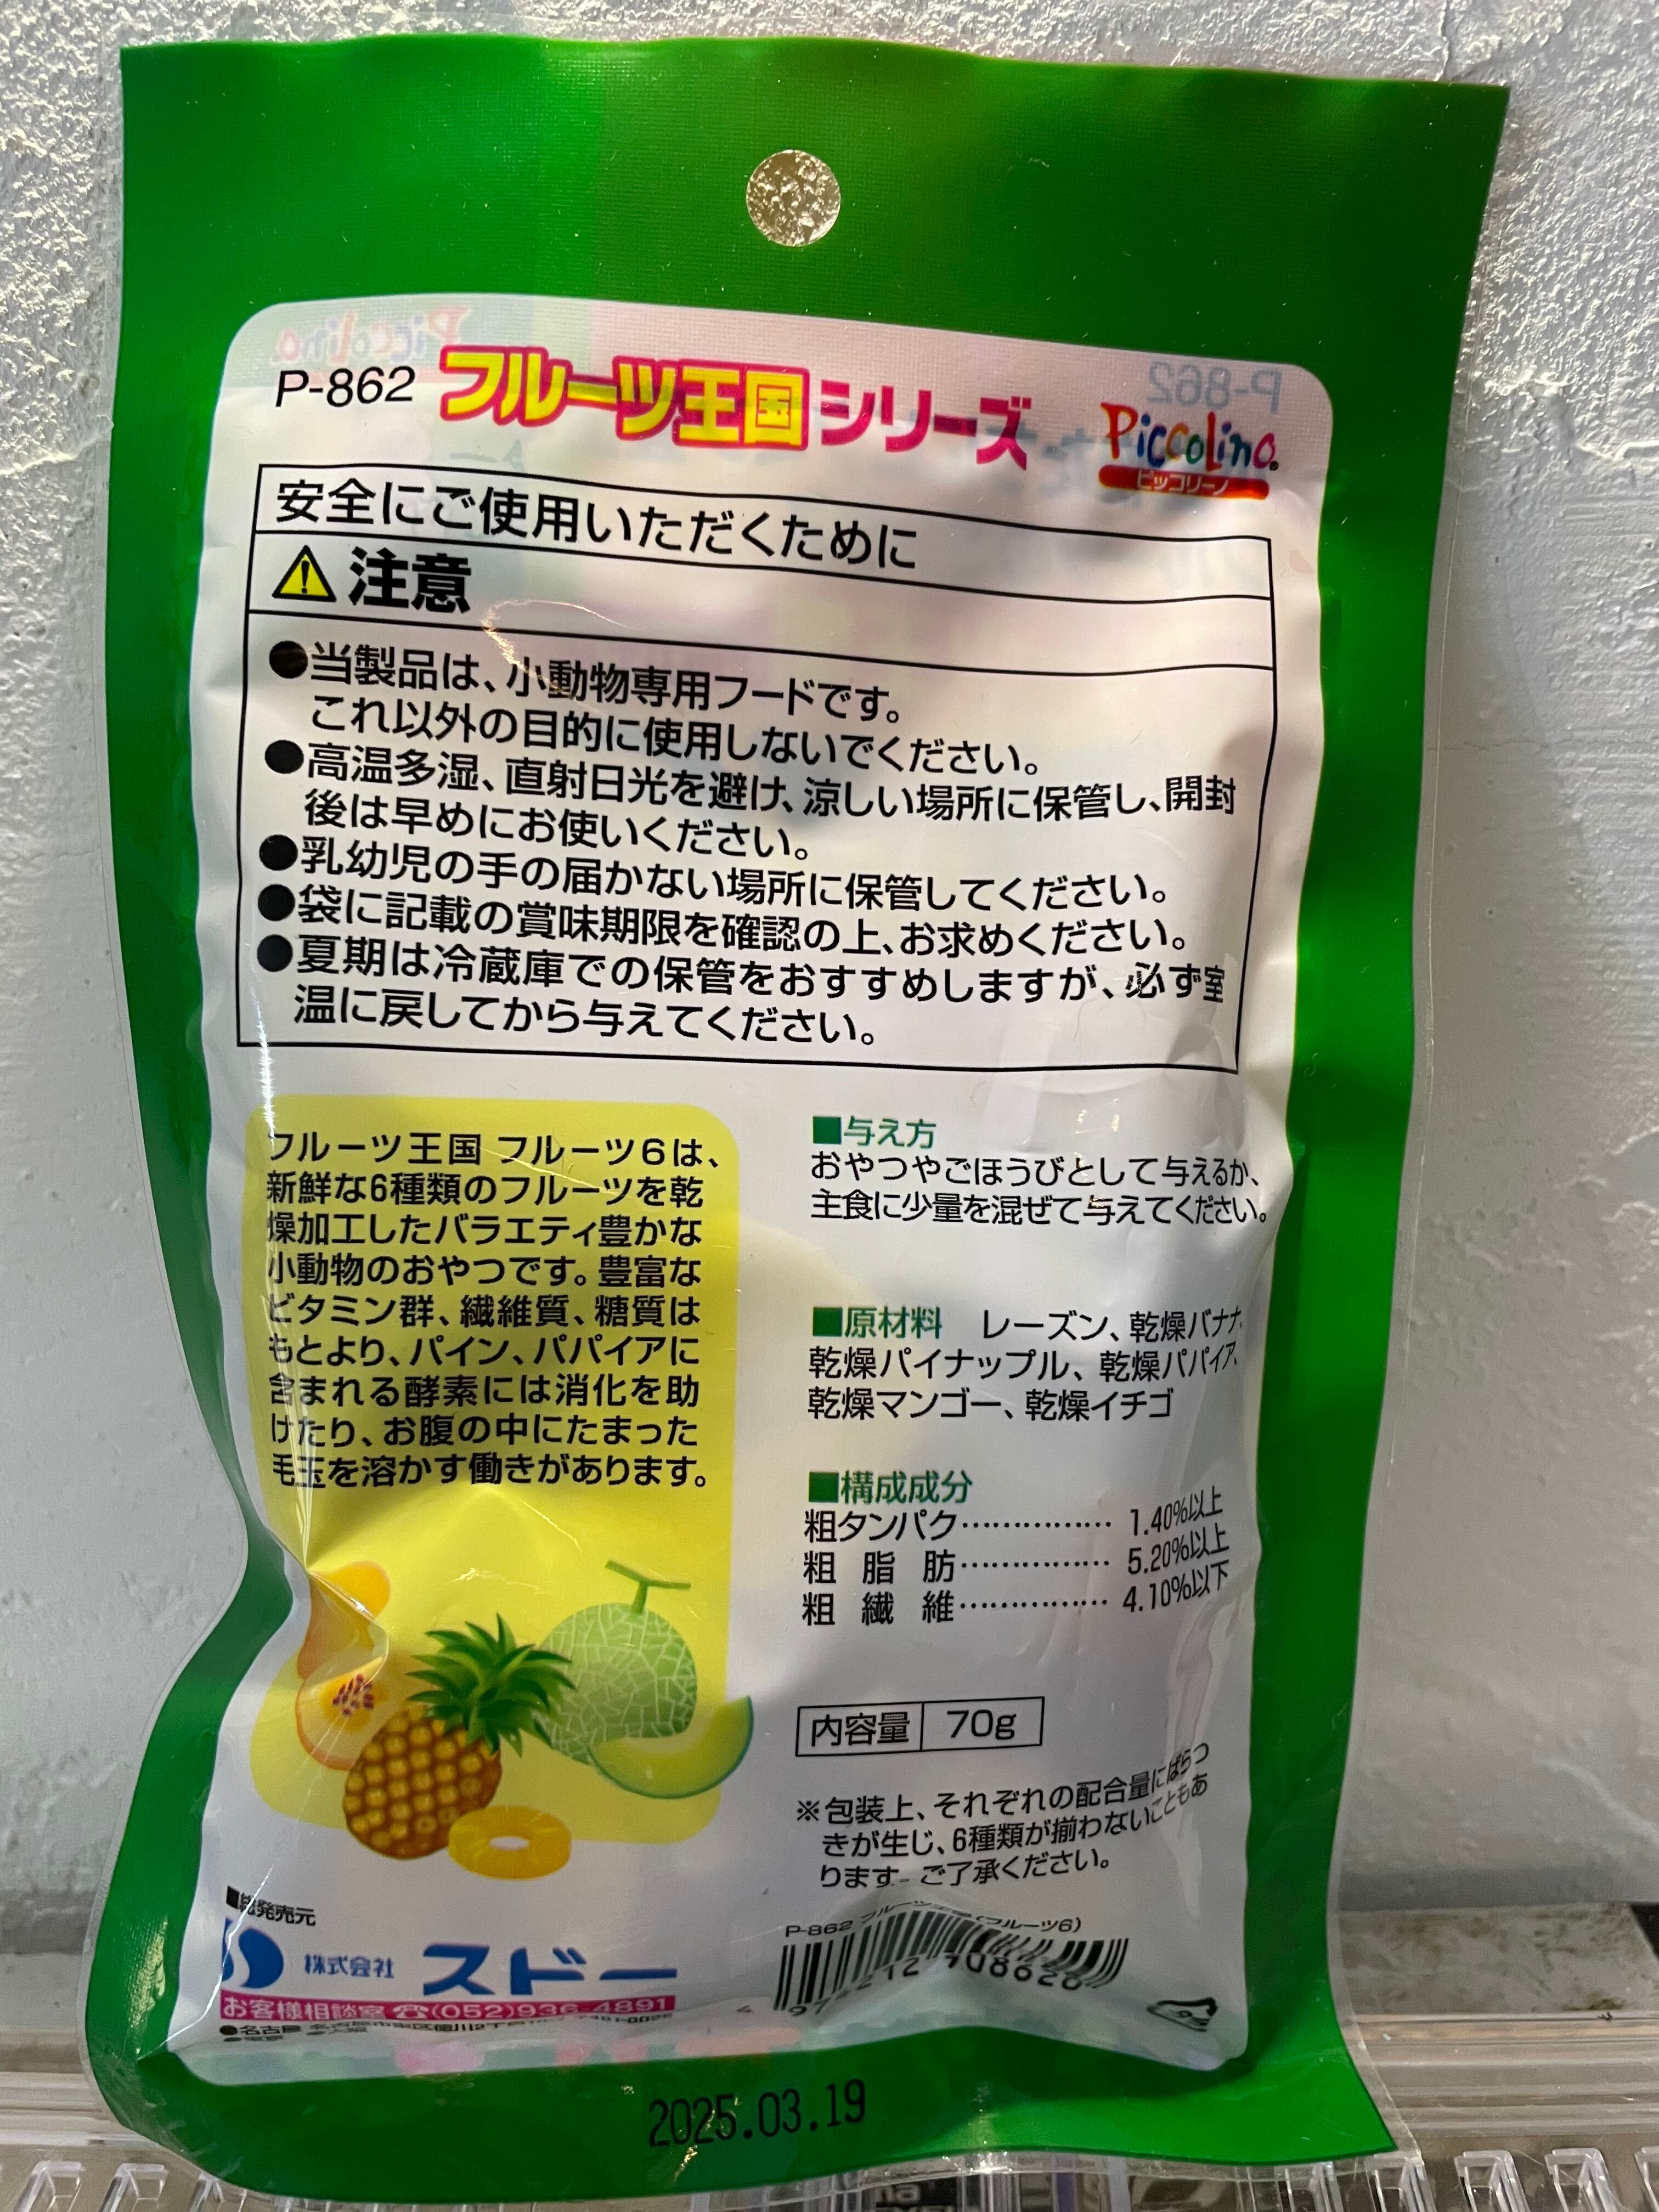 P-862 フルーツ王国シリーズ
Piccolino
ピッコリーノ
安全にご使用いただくために
注意
●当製品は、小動物専用フードです。
これ以外の目的に使用しないでください。
●高温多湿、直射日光を避け、涼しい場所に保管し、開封
後は早めにお使いください。
●乳幼児の手の届かない場所に保管してください。
●袋に記載の賞味期限を確認の上、お求めください。
●夏期は冷蔵庫での保管をおすすめしますが、必ず室
温に戻してから与えてください。
フルーツ王国 フルーツ6は、
新鮮な6種類のフルーツを乾
燥加工したバラエティ豊かな
小動物のおやつです。豊富な
ビタミン群、繊維質、糖質は
もとより、パイン、パパイアに
含まれる酵素には消化を助
けたり、お腹の中にたまった
毛玉を溶かす働きがあります。
■与え方
おやつやごほうびとして与えるか、
主食に少量を混ぜて与えてください。
■原材料 レーズン、乾燥バナナ、
乾燥パイナップル、乾燥パパイア、
乾燥マンゴー、乾燥イチゴ
■構成成分
粗タンパク…………… 1.40%以上
粗脂肪…………… 5.20%以上
粗繊維…………… 4.10%以下
内容量 70g
※包装上、それぞれの配合量にばらつ
きが生じ、6種類が揃わないこともあ
ります。ご了承ください。
■総発売元
株式会社 スドー
お客様相談室 ☎(052)936-4891
●名古屋
P-862 フルーツ王国(フルーツ6)
2025.03.19